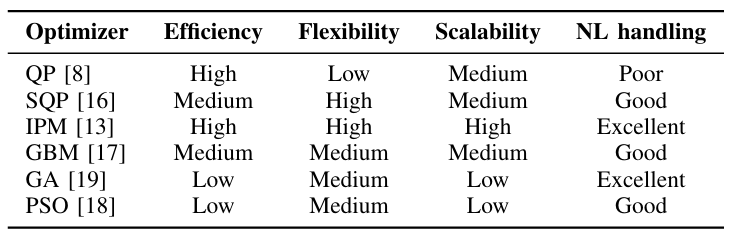 Optimizer Efficiency Flexibility Scalability NL handling
QP [8] High Low Medium Poor
SQP [16] Medium High Medium Good
IPM [13] High High High Excellent
GBM [17] Medium Medium Medium Good
GA [19] Low Medium Low Excellent
PSO [18] Low Medium Low Good